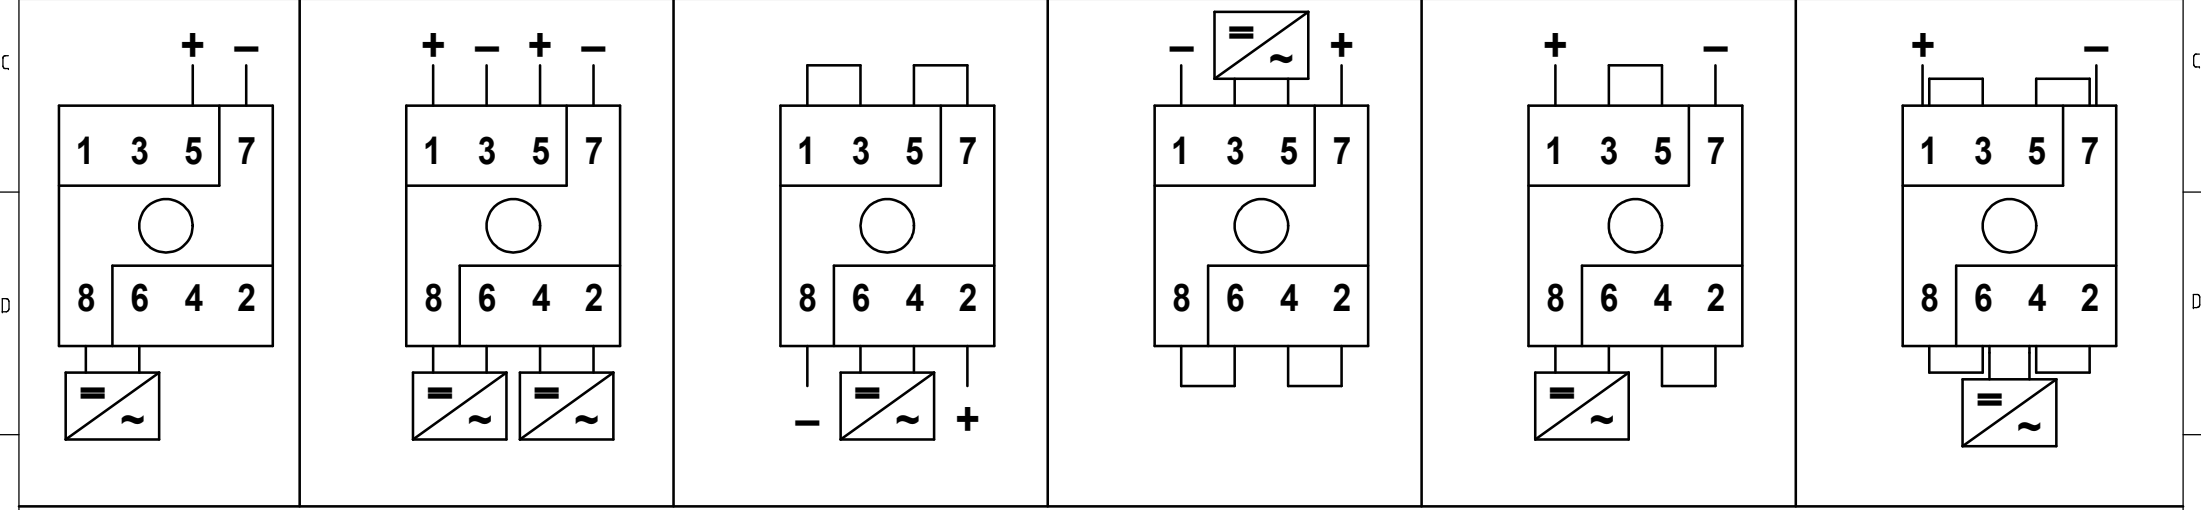 + − + − + − − = ~ + + − + −
C C
1 3 5 7 1 3 5 7 1 3 5 7 1 3 5 7 1 3 5 7 1 3 5 7
8 6 4 2 8 6 4 2 8 6 4 2 8 6 4 2 8 6 4 2 8 6 4 2
D D
= ~ = ~ = ~ − = ~ + = ~ = ~